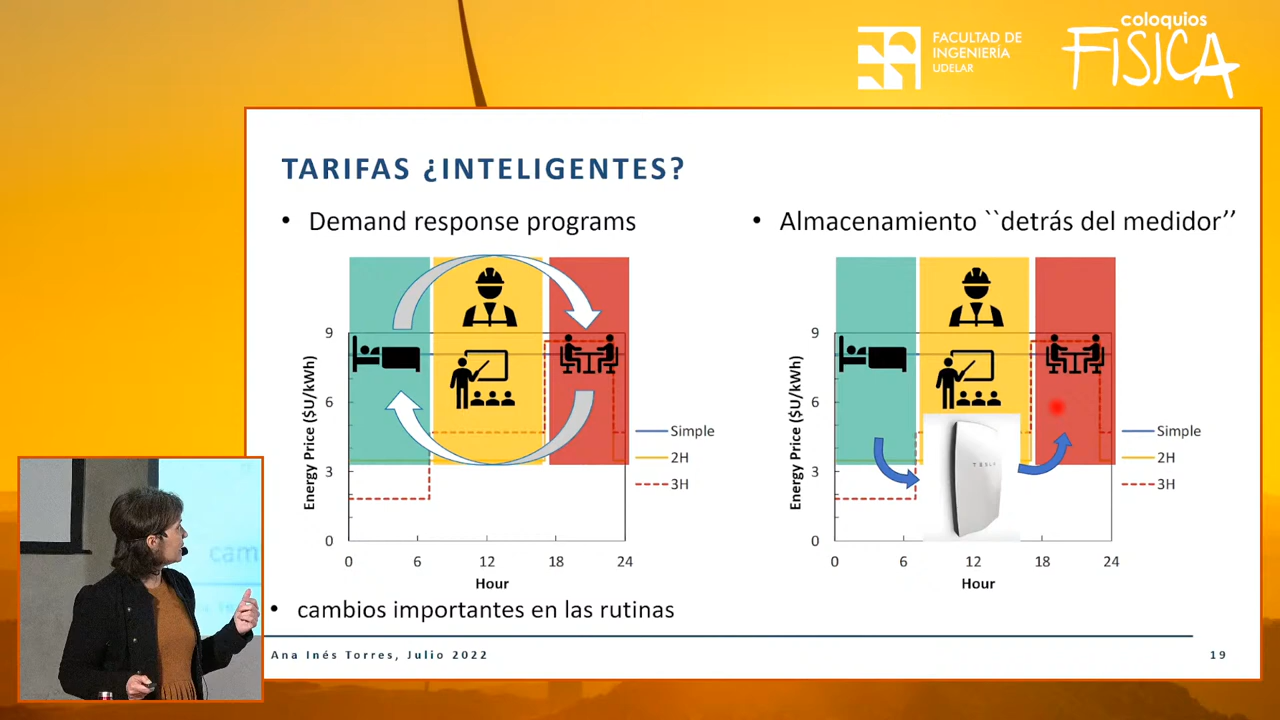 FACULTAD DE
INGENIERÍA
UDELAR
coloquios
FISICA
TARIFAS ¿INTELIGENTES?
• Demand response programs
9
6
3
0
Energy Price ($U/kWh)
0 6 12 18 24
Hour
Simple
2H
3H
• cambios importantes en las rutinas
• Almacenamiento ``detrás del medidor’’
9
6
3
0
Energy Price ($U/kWh)
TESLA
0 6 12 18 24
Hour
Simple
2H
3H
cam
Ana Inés Torres, Julio 2022
19